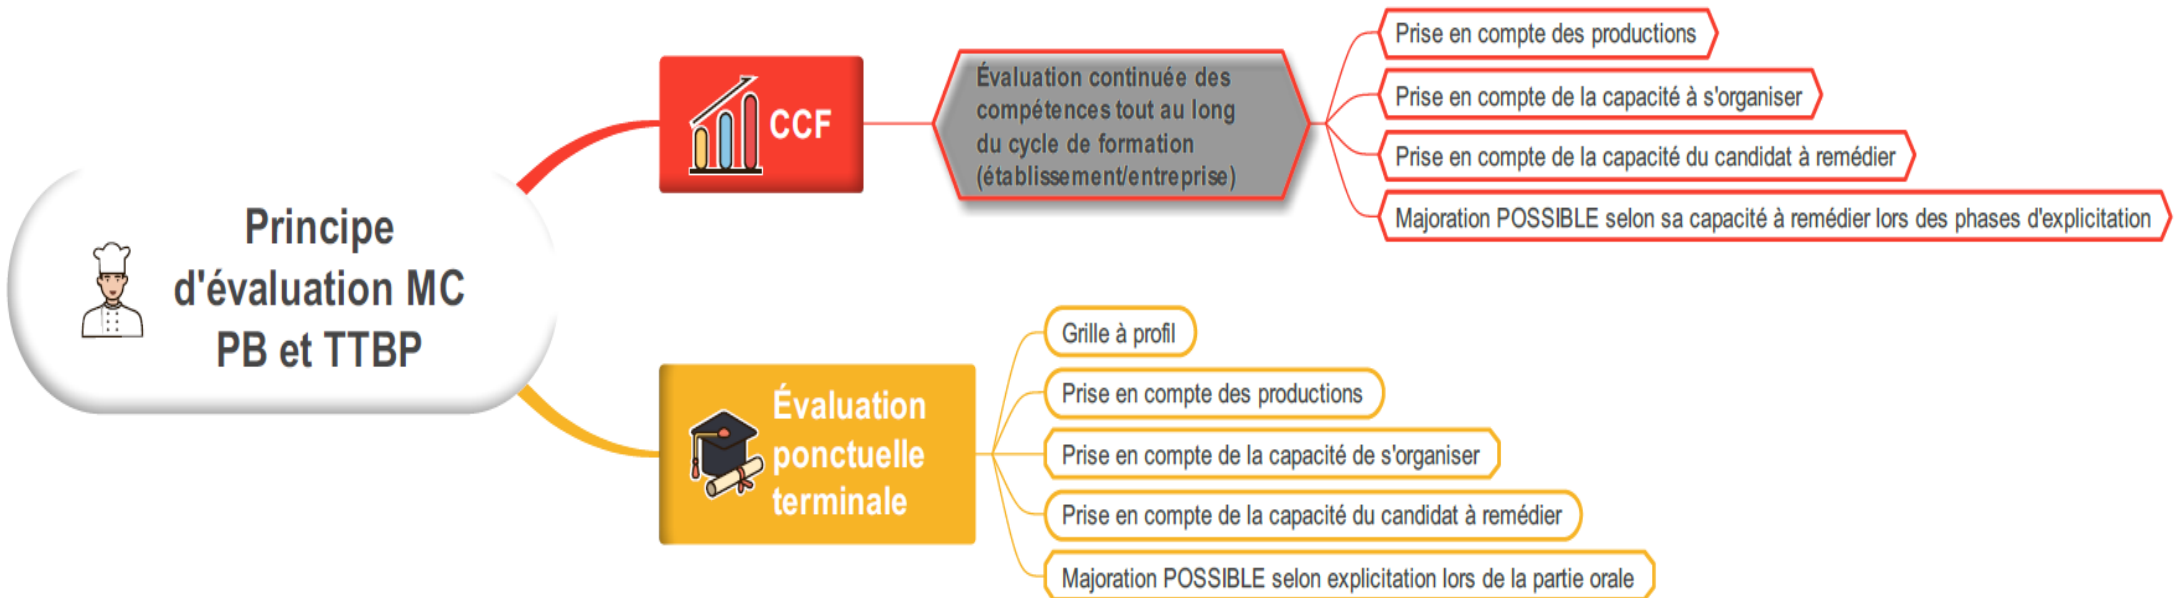 Principe
d'évaluation MC
PB et TTBP
CCF
Évaluation continuée des
compétences tout au long
du cycle de formation
(établissement/entreprise)
Prise en compte des productions
Prise en compte de la capacité à s'organiser
Prise en compte de la capacité du candidat à remédier
Majoration POSSIBLE selon sa capacité à remédier lors des phases d'explicitation
Évaluation
ponctuelle
terminale
Grille à profil
Prise en compte des productions
Prise en compte de la capacité de s'organiser
Prise en compte de la capacité du candidat à remédier
Majoration POSSIBLE selon explicitation lors de la partie orale